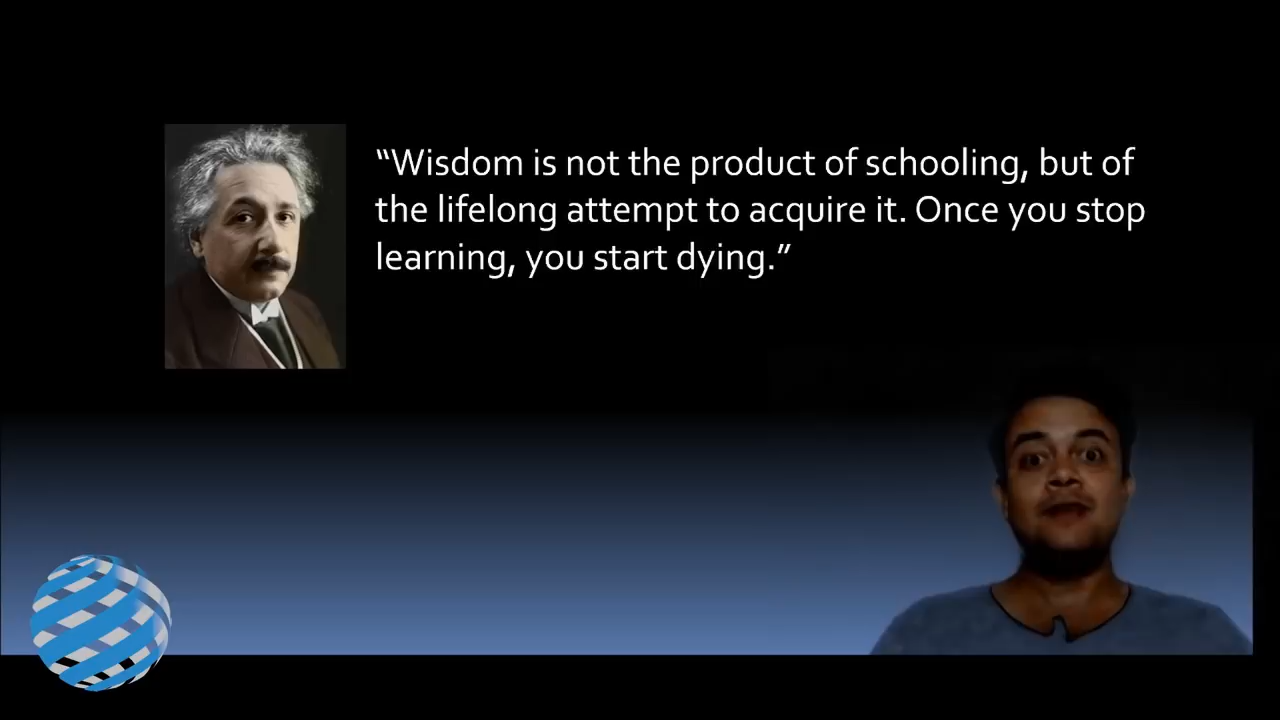 “Wisdom is not the product of schooling, but of
the lifelong attempt to acquire it. Once you stop
learning, you start dying.”